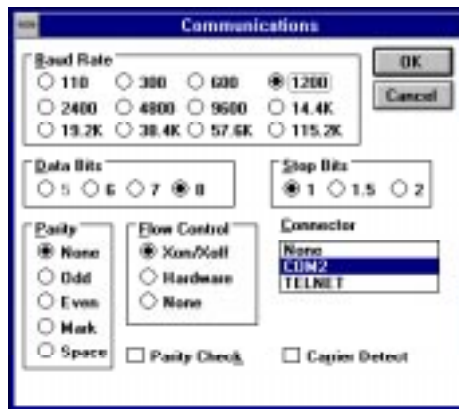 Communications
Baud Rate
110 300 600 1200
2400 4800 9600 14.4K
19.2K 38.4K 57.6K 115.2K
OK
Cancel
Data Bits
5 6 7 8
Stop Bits
1 1.5 2
Parity
None
Odd
Even
Mark
Space
Flow Control
Xon/Xoff
Hardware
None
Connector
None
COM2
TELNET
Parity Check
Carrier Detect